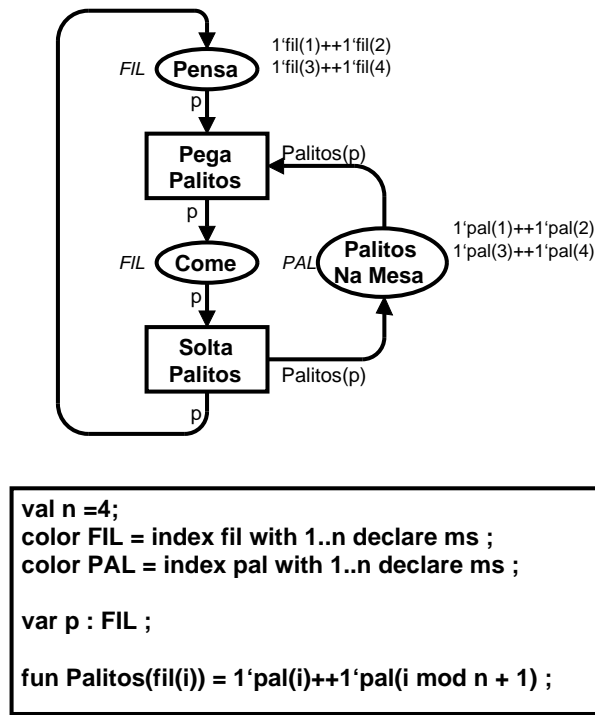 1‘fil(1)++1‘fil(2)
FIL Pensa 1‘fil(3)++1‘fil(4)
p
Pega
Palitos
Palitos(p)
p
1‘pal(1)++1‘pal(2)
FIL Come PAL Palitos
Na Mesa 1‘pal(3)++1‘pal(4)
p
Solta
Palitos
Palitos(p)
p
val n =4;
color FIL = index fil with 1..n declare ms ;
color PAL = index pal with 1..n declare ms ;
var p : FIL ;
fun Palitos(fil(i)) = 1‘pal(i)++1‘pal(i mod n + 1) ;